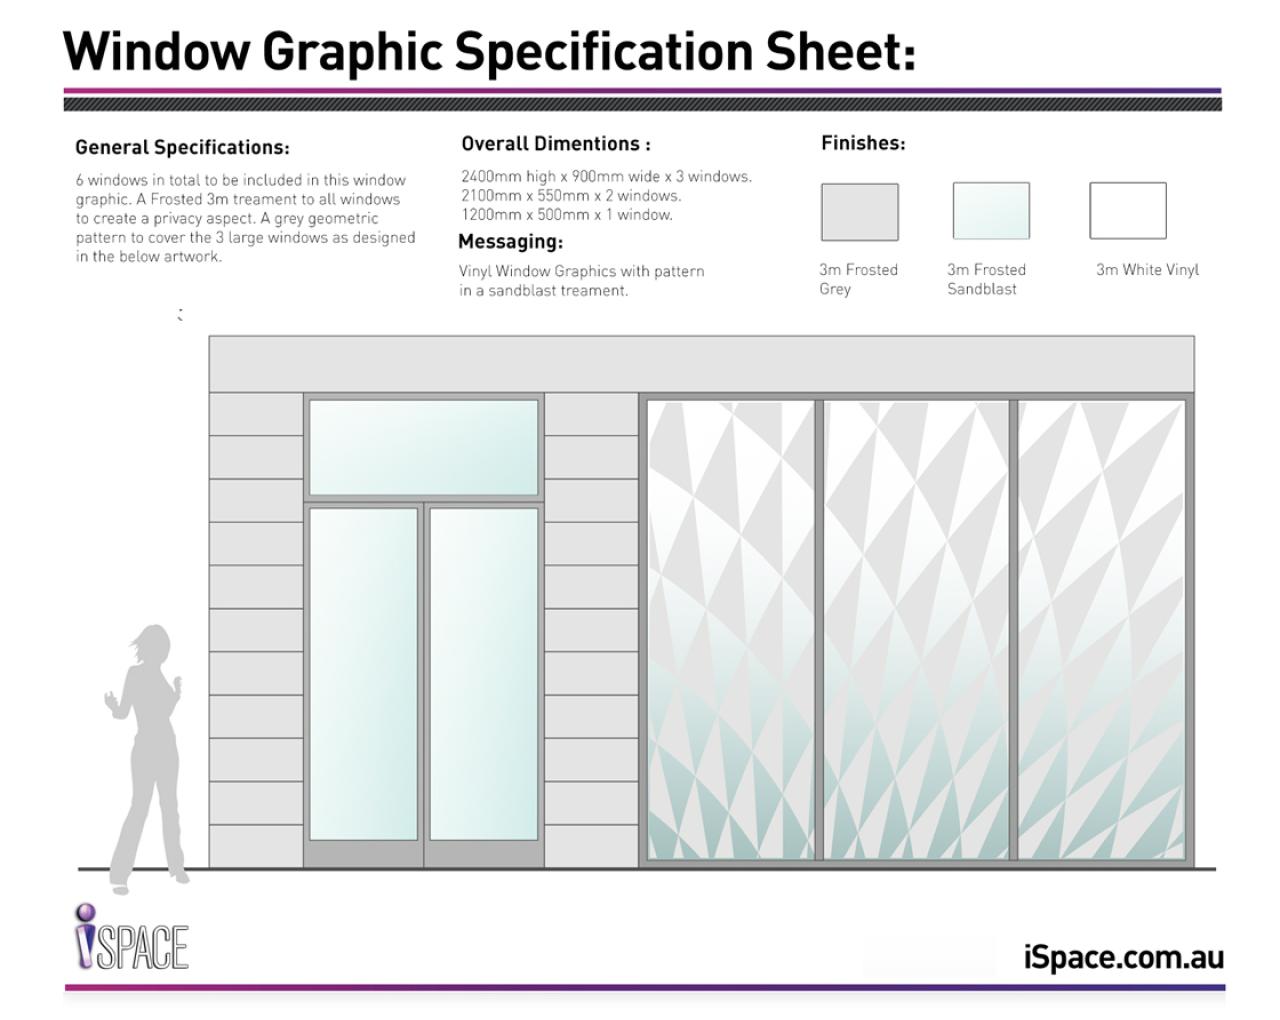 Window Graphic Specification Sheet:
General Specifications:
6 windows in total to be included in this window
graphic. A Frosted 3m treament to all windows
to create a privacy aspect. A grey geometric
pattern to cover the 3 large windows as designed
in the below artwork.
Overall Dimentions :
2400mm high x 900mm wide x 3 windows.
2100mm x 550mm x 2 windows.
1200mm x 500mm x 1 window.
Messaging:
Vinyl Window Graphics with pattern
in a sandblast treament.
Finishes:
3m Frosted
Grey
3m Frosted
Sandblast
3m White Vinyl
iSPACE
iSpace.com.au